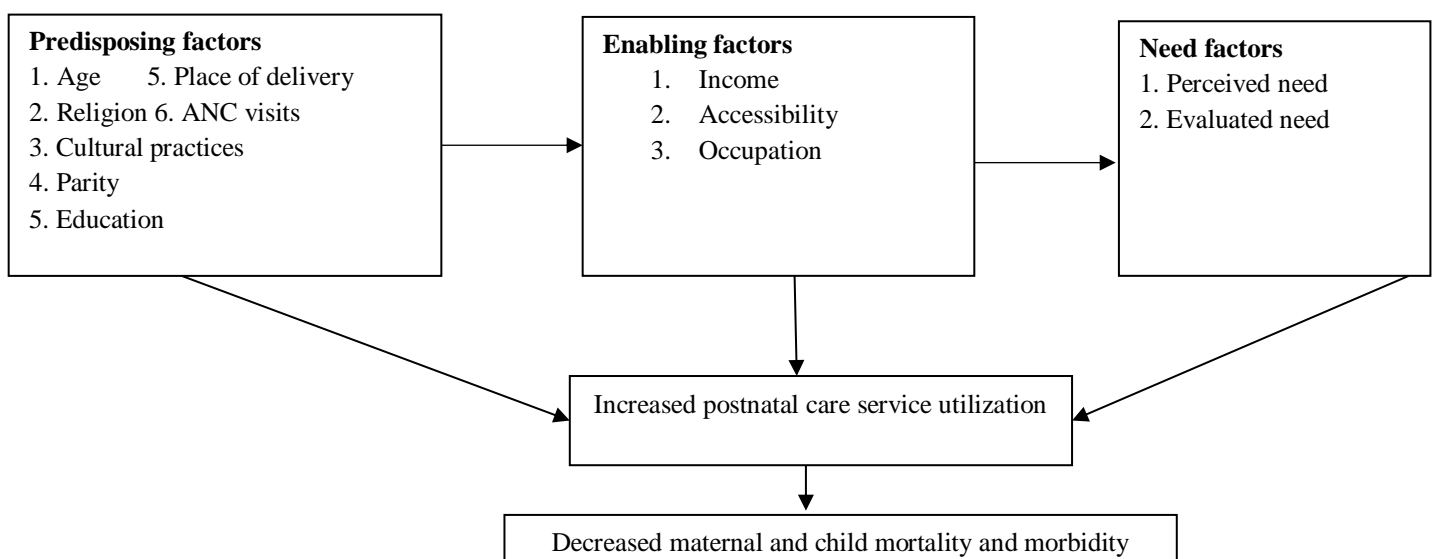 Predisposing factors
1. Age 5. Place of delivery
2. Religion 6. ANC visits
3. Cultural practices
4. Parity
5. Education
Enabling factors
1. Income
2. Accessibility
3. Occupation
Need factors
1. Perceived need
2. Evaluated need
Increased postnatal care service utilization
Decreased maternal and child mortality and morbidity